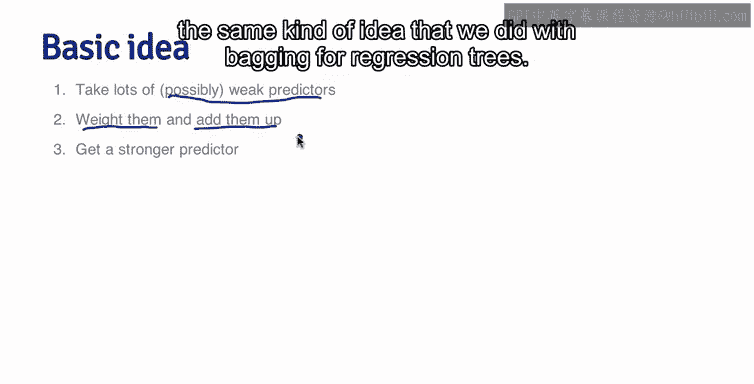 the same kind of idea that we did with
bagging for regression trees.
Basic idea
1. Take lots of (possibly) weak predictors
2. Weight them and add them up
3. Get a stronger predictor